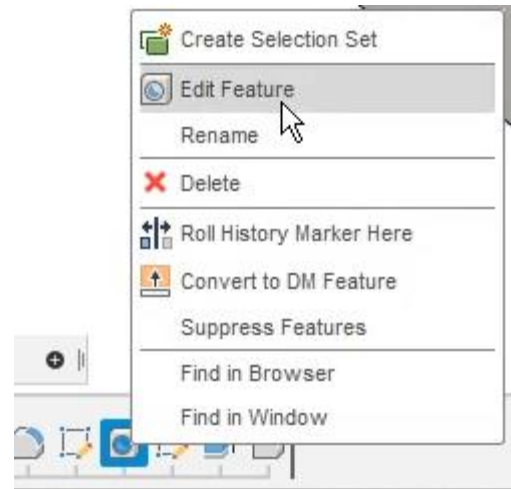 Create Selection Set
Edit Feature
Rename
Delete
Roll History Marker Here
Convert to DM Feature
Suppress Features
Find in Browser
Find in Window